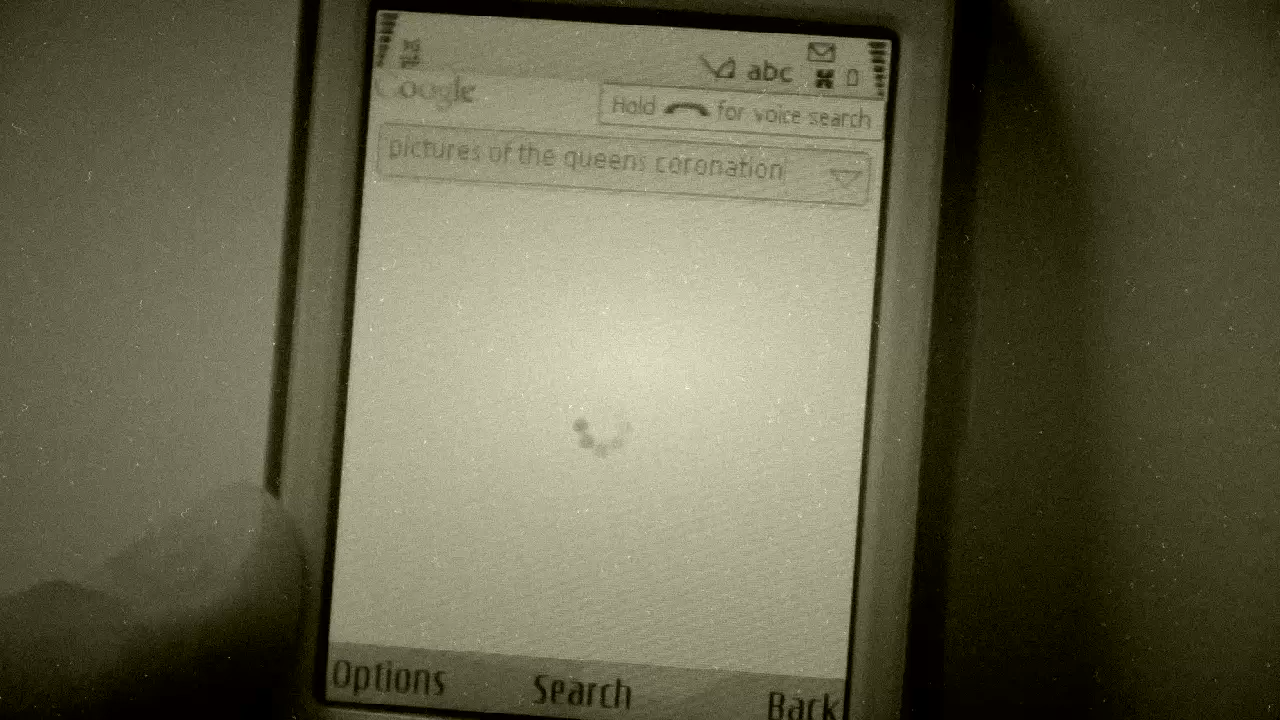 abc
Google
Hold for voice search
pictures of the queens coronation
Options Search Back